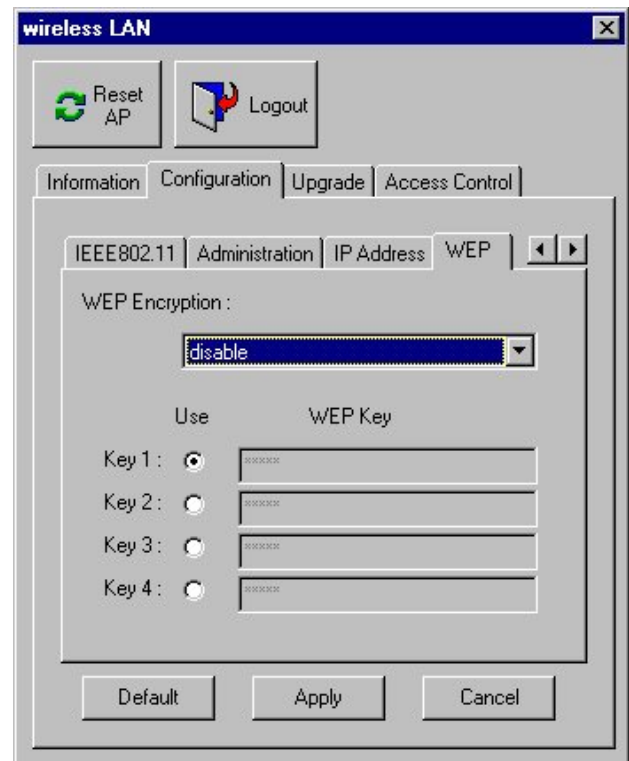 wireless LAN
Reset
AP
Logout
Information Configuration Upgrade Access Control
IEEE802.11 Administration IP Address WEP
WEP Encryption :
disable
Use WEP Key
Key 1 : *****
Key 2 : *****
Key 3 : *****
Key 4 : *****
Default Apply Cancel